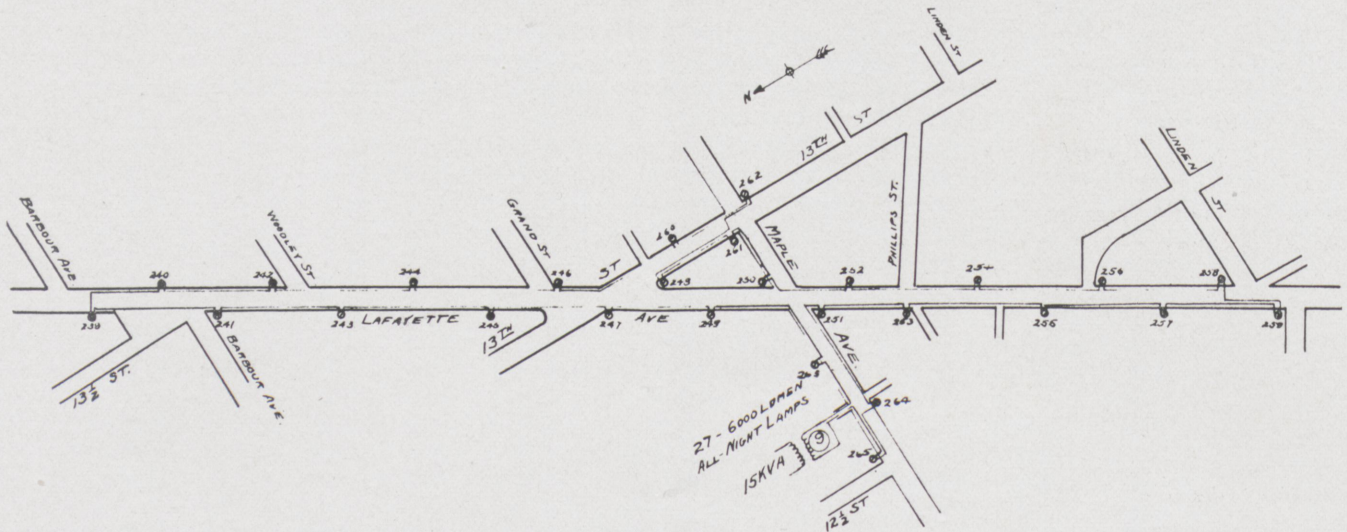 LINDEN ST
N
13TH ST
262
LINDEN
ST
BARBOUR AVE
WOODLEY ST
GRAND ST
MAPLE
PHILLIPS ST.
260
261
240
242
244
246
ST
248
250
252
254
256
258
239
241
243
LAFAYETTE
245
247
AVE
249
251
253
255
257
259
13TH
AVE.
13½ ST.
BARBOUR AVE.
263
27-6000 LUMEN
ALL-NIGHT LAMPS
264
9
15KVA
265
12½ ST